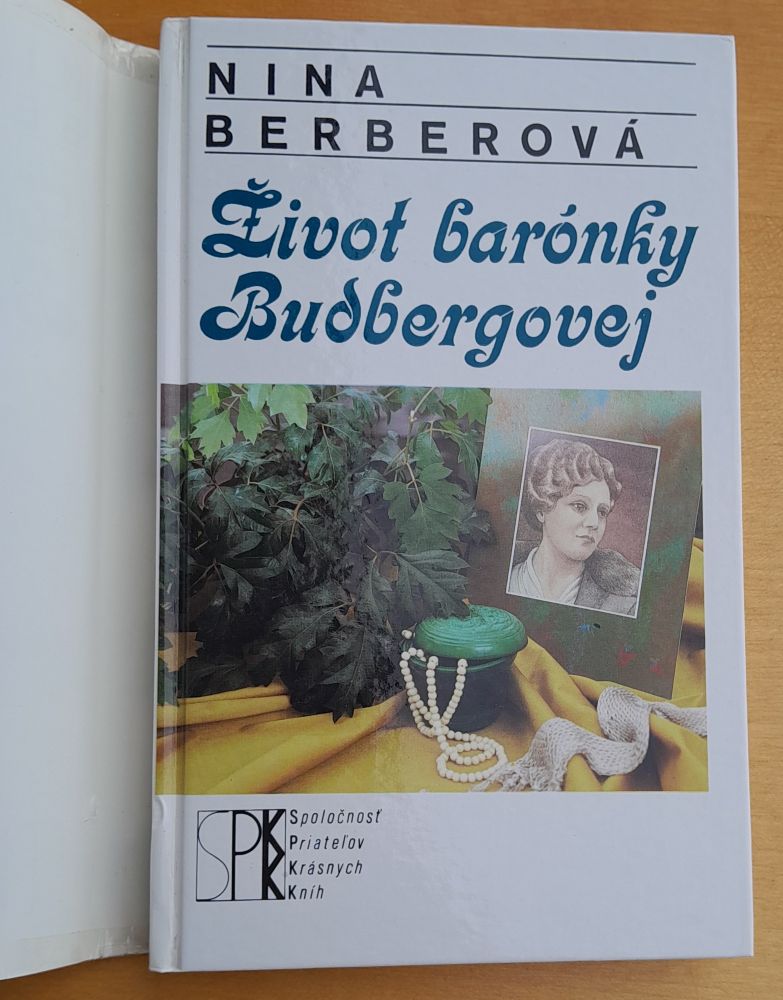 NINA
BERBEROVÁ
Život barónky
Budbergovej
SPKK
Spoločnosť
Priateľov
Krásnych
Kníh